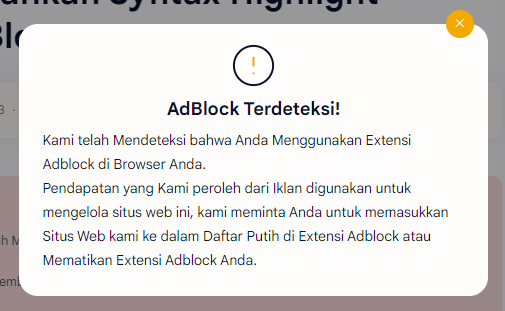 Syntax Highlight
AdBlock Terdeteksi!
Kami telah Mendeteksi bahwa Anda Menggunakan Extensi
Adblock di Browser Anda.
Pendapatan yang Kami peroleh dari Iklan digunakan untuk
mengelola situs web ini, kami meminta Anda untuk memasukkan
Situs Web kami ke dalam Daftar Putih di Extensi Adblock atau
Mematikan Extensi Adblock Anda.